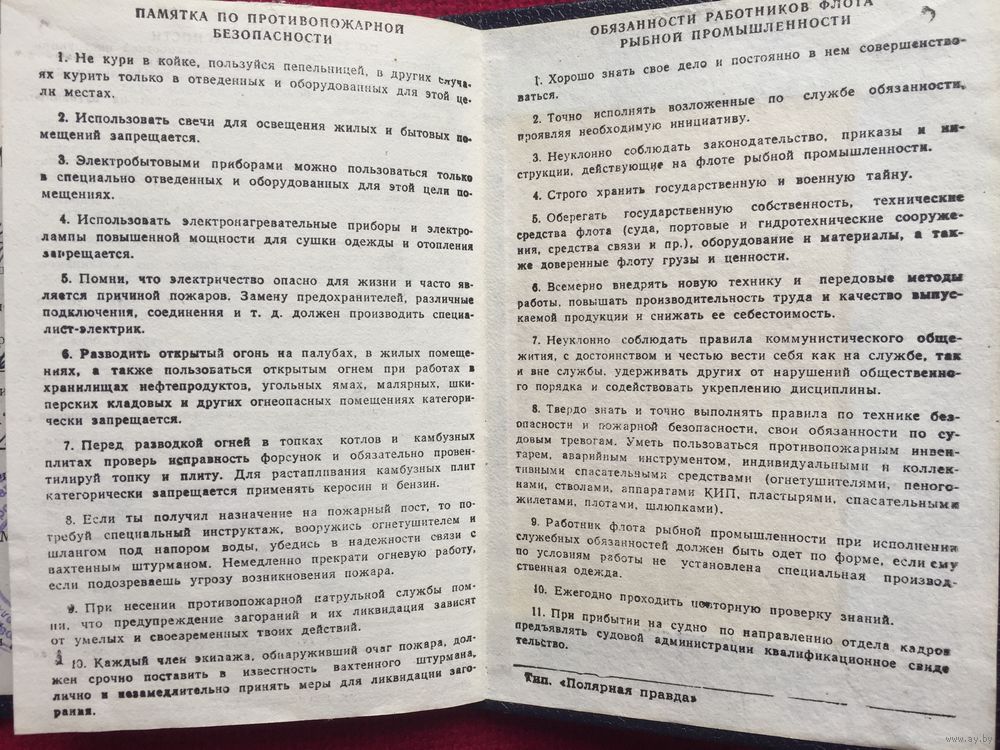 ПАМЯТКА ПО ПРОТИВОПОЖАРНОЙ
БЕЗОПАСНОСТИ
1. Не кури в койке, пользуйся пепельницей, в других случа-
ях курить только в отведенных и оборудованных для этой це-
ли местах.
2. Использовать свечи для освещения жилых и бытовых по-
мещений запрещается.
3. Электробытовыми приборами можно пользоваться только
в специально отведенных и оборудованных для этой цели по-
мещениях.
4. Использовать электронагревательные приборы и электро-
лампы повышенной мощности для сушки одежды и отопления
запрещается.
5. Помни, что электричество опасно для жизни и часто яв-
ляется причиной пожаров. Замену предохранителей, различные
подключения, соединения и т. д. должен производить специа-
лист-электрик.
6. Разводить открытый огонь на палубах, в жилых помеще-
ниях, а также пользоваться открытым огнем при работах в
хранилищах нефтепродуктов, угольных ямах, малярных, шки-
перских кладовых и других огнеопасных помещениях категори-
чески запрещается.
7. Перед разводкой огней в топках котлов и камбузных
плитах проверь исправность форсунок и обязательно провен-
тилируй топку и плиту. Для растапливания камбузных плит
категорически запрещается применять керосин и бензин.
8. Если ты получил назначение на пожарный пост, то по-
требуй специальный инструктаж, вооружись огнетушителем и
шлангом под напором воды, убедись в надежности связи с
вахтенным штурманом. Немедленно прекрати огневую работу,
если подозреваешь угрозу возникновения пожара.
9. При несении противопожарной патрульной службы пом-
ни, что предупреждение загораний и их ликвидация зависят
от умелых и своевременных твоих действий.
10. Каждый член экипажа, обнаруживший очаг пожара, дол-
жен срочно поставить в известность вахтенного штурмана,
лично и незамедлительно принять меры для ликвидации заго-
рания.
ОБЯЗАННОСТИ РАБОТНИКОВ ФЛОТА
РЫБНОЙ ПРОМЫШЛЕННОСТИ
1. Хорошо знать свое дело и постоянно в нем совершенство-
ваться.
2. Точно исполнять возложенные по службе обязанности,
проявляя необходимую инициативу.
3. Неуклонно соблюдать законодательство, приказы и ин-
струкции, действующие на флоте рыбной промышленности.
4. Строго хранить государственную и военную тайну.
5. Оберегать государственную собственность, технические
средства флота (суда, портовые и гидротехнические сооруже-
ния, средства связи и пр.), оборудование и материалы, а так-
же доверенные флоту грузы и ценности.
6. Всемерно внедрять новую технику и передовые методы
работы, повышать производительность труда и качество выпус-
каемой продукции и снижать ее себестоимость.
7. Неуклонно соблюдать правила коммунистического обще-
жития, с достоинством и честью вести себя как на службе, так
и вне службы, удерживать других от нарушений общественно-
го порядка и содействовать укреплению дисциплины.
8. Твердо знать и точно выполнять правила по технике без-
опасности и пожарной безопасности, свои обязанности по су-
довым тревогам. Уметь пользоваться противопожарным инвен-
тарем, аварийным инструментом, индивидуальными и коллек-
тивными спасательными средствами (огнетушителями, пеного-
нами, стволами, аппаратами КИП, пластырями, спасательными
жилетами, плотами, шлюпками).
9. Работник флота рыбной промышленности при исполнении
служебных обязанностей должен быть одет по форме, если ему
по условиям работы не установлена специальная производ-
ственная одежда.
10. Ежегодно проходить повторную проверку знаний.
11. При прибытии на судно по направлению отдела кадров
предъявлять судовой администрации квалификационное свиде
тельство.
Тип. «Полярная правда»
www.ay.by